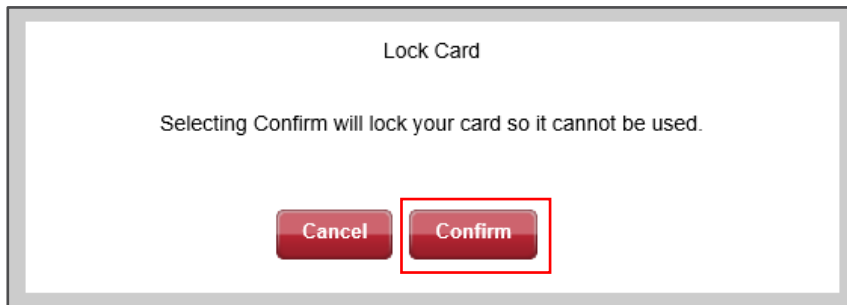 Lock Card
Selecting Confirm will lock your card so it cannot be used.
Cancel Confirm